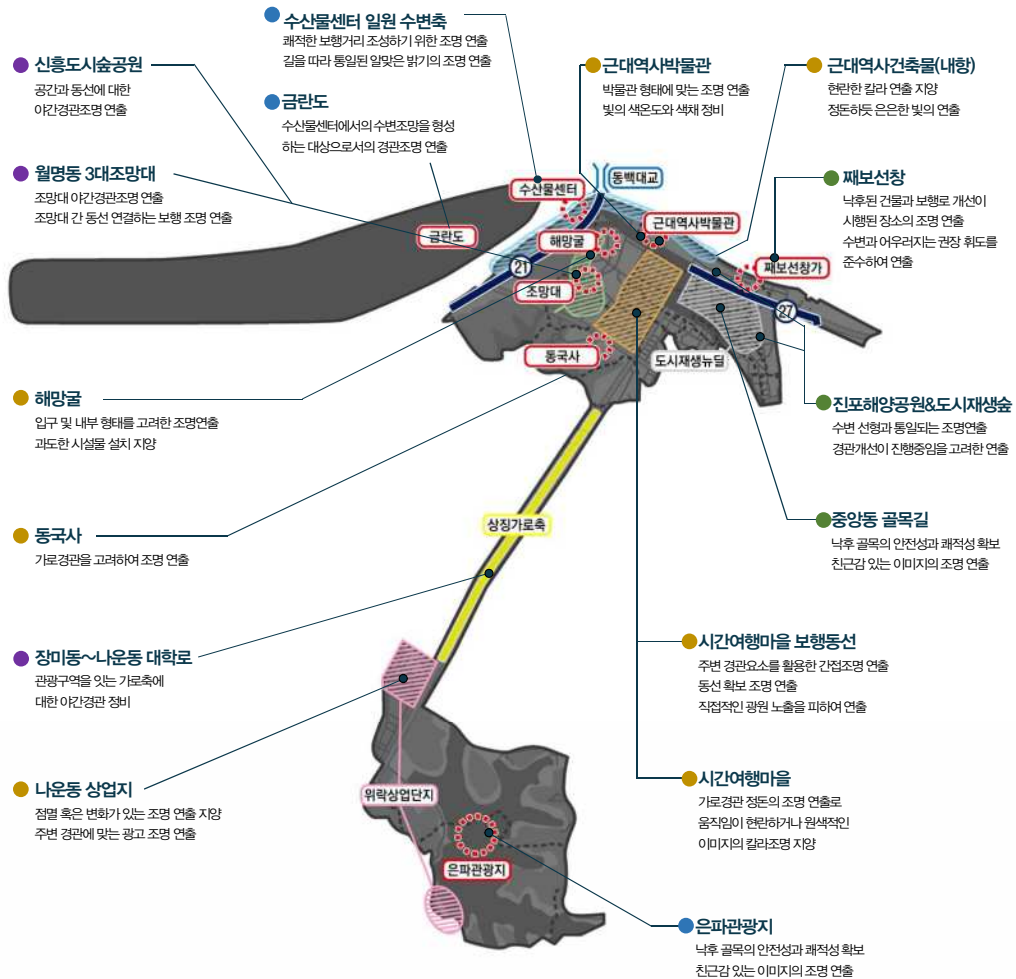 수산물센터 일원 수변축
쾌적한 보행거리 조성하기 위한 조명 연출
길을 따라 통일된 알맞은 밝기의 조명 연출
신흥도시숲공원
공간과 동선에 대한
야간경관조명 연출
금란도
수산물센터에서의 수변조망을 형성
하는 대상으로서의 경관조명 연출
근대역사박물관
박물관 형태에 맞는 조명 연출
빛의 색온도와 색채 정비
근대역사건축물(내항)
현란한 칼라 연출 지양
정돈하듯 은은한 빛의 연출
월명동 3대조망대
조망대 야간경관조명 연출
조망대 간 동선 연결하는 보행 조명 연출
째보선창
낙후된 건물과 보행로 개선이
시행된 장소의 조명 연출
수변과 어우러지는 권장 휘도를
준수하여 연출
동백대교
수산물센터
근대역사박물관
금란도
해망굴
21
째보선창가
조망대
27
동국사
도시재생뉴딜
해망굴
입구 및 내부 형태를 고려한 조명연출
과도한 시설물 설치 지양
진포해양공원&도시재생숲
수변 선형과 통일되는 조명연출
경관개선이 진행중임을 고려한 연출
동국사
가로경관을 고려하여 조명 연출
상징가로축
중앙동 골목길
낙후 골목의 안전성과 쾌적성 확보
친근감 있는 이미지의 조명 연출
장미동~나운동 대학로
관광구역을 잇는 가로축에
대한 야간경관 정비
시간여행마을 보행동선
주변 경관요소를 활용한 간접조명 연출
동선 확보 조명 연출
직접적인 광원 노출을 피하여 연출
나운동 상업지
점멸 혹은 변화가 있는 조명 연출 지양
주변 경관에 맞는 광고 조명 연출
위락상업단지
시간여행마을
가로경관 정돈의 조명 연출로
움직임이 현란하거나 원색적인
이미지의 칼라조명 지양
은파관광지
은파관광지
낙후 골목의 안전성과 쾌적성 확보
친근감 있는 이미지의 조명 연출